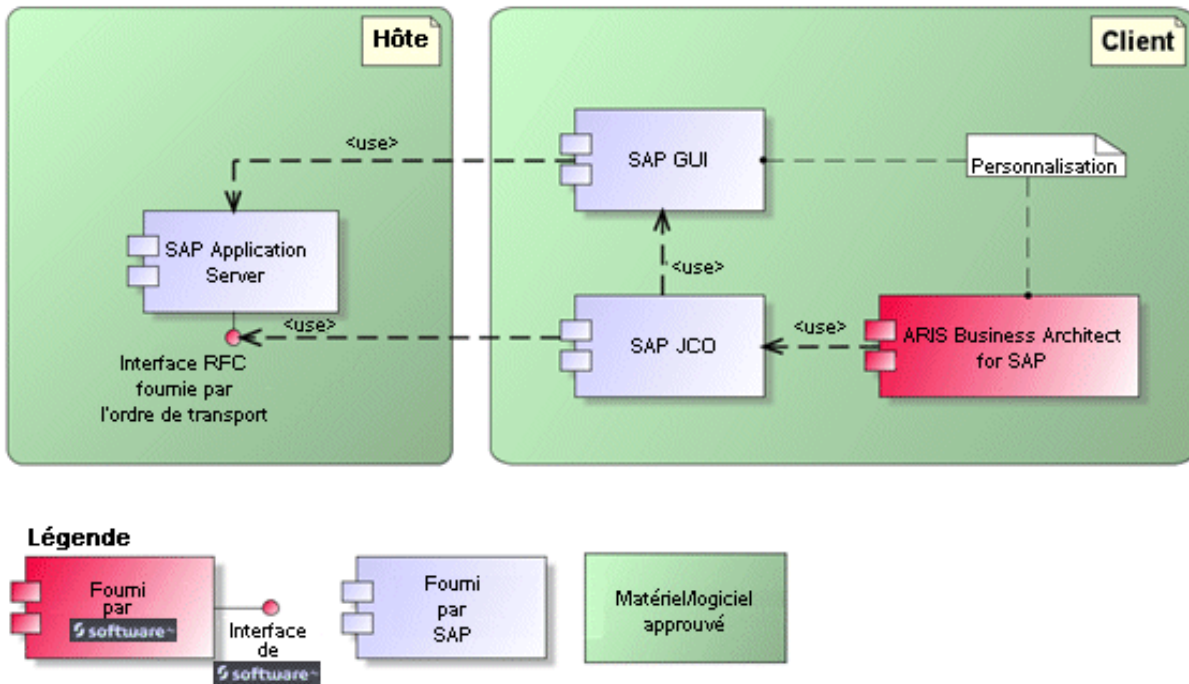 Hôte
Client
<use>
SAP GUI
Personnalisation
SAP Application
Server
<use>
<use>
SAP JCO
<use>
ARIS Business Architect
for SAP
Interface RFC
fournie par
l'ordre de transport
Légende
Fourni
par
software
Interface
de
software
Fourni
par
SAP
Matériel/logiciel
approuvé